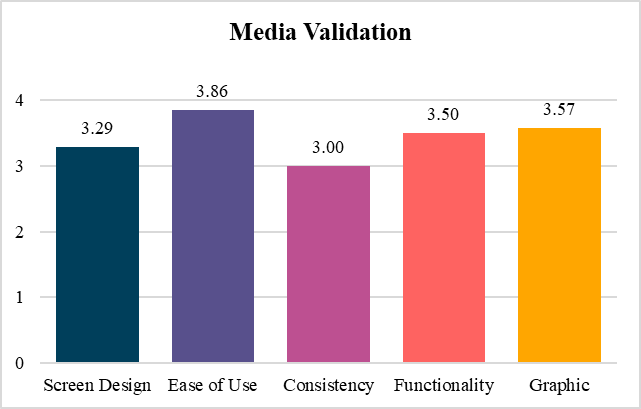 Media Validation
4
3
2
1
0
3.29
3.86
3.00
3.50
3.57
Screen Design
Ease of Use
Consistency
Functionality
Graphic